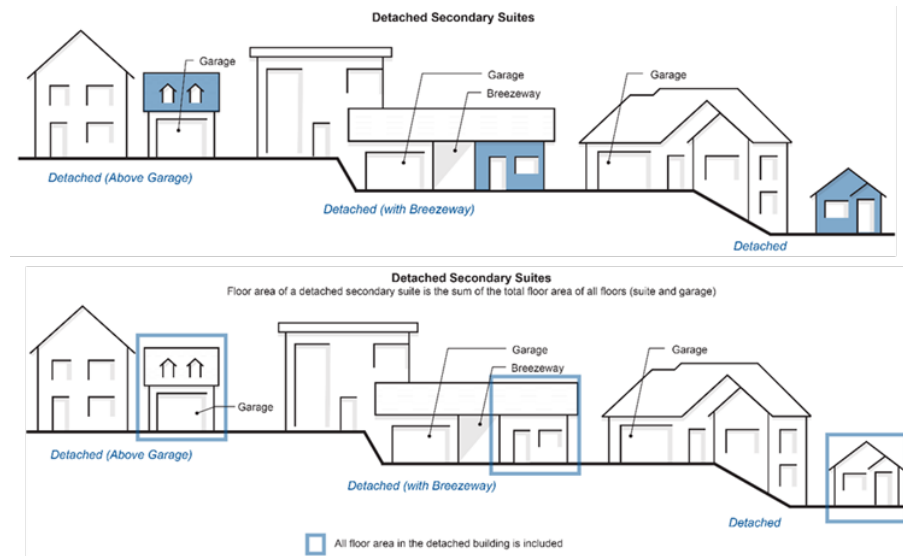 Detached Secondary Suites
Garage
Garage
Breezeway
Garage
Detached (Above Garage)
Detached (with Breezeway)
Detached
Detached Secondary Suites
Floor area of a detached secondary suite is the sum of the total floor area of all floors (suite and garage)
Garage
Breezeway
Garage
Garage
Detached (Above Garage)
Detached (with Breezeway)
Detached
All floor area in the detached building is included